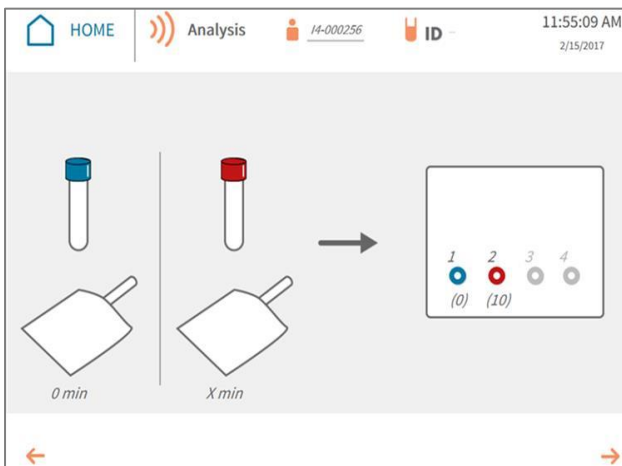 HOME
Analysis
I4-000256
ID –
11:55:09 AM
2/15/2017
1 2 3 4
(0) (10)
0 min
X min